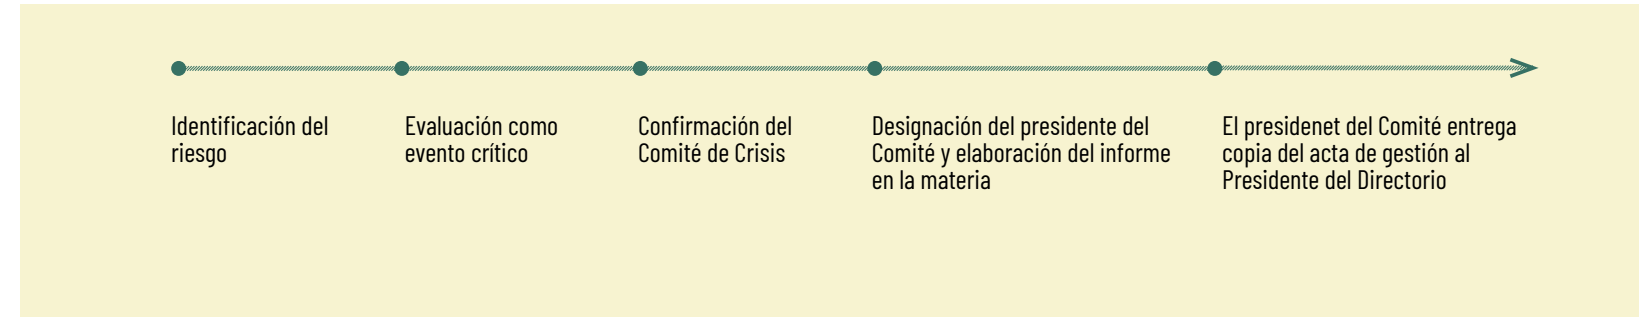 Identificación del
riesgo
Evaluación como
evento crítico
Confirmación del
Comité de Crisis
Designación del presidente del
Comité y elaboración del informe
en la materia
El presidenet del Comité entrega
copia del acta de gestión al
Presidente del Directorio